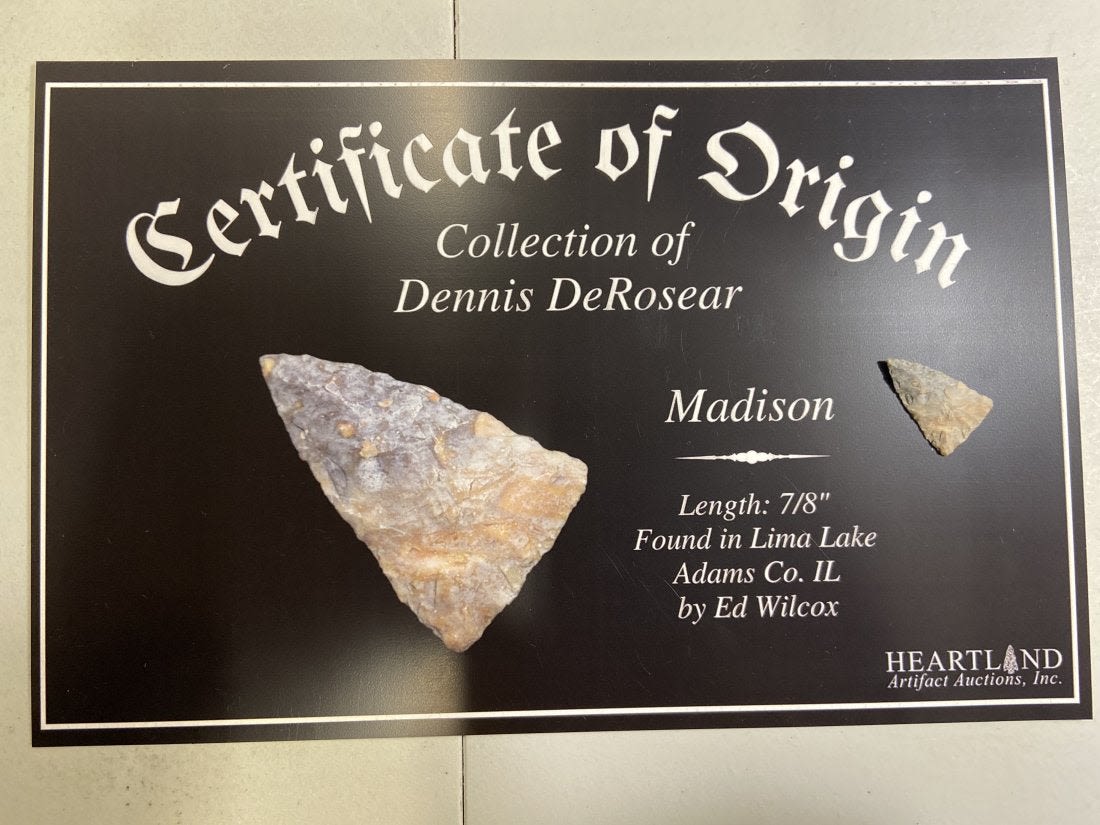 Certificate of Origin
Collection of
Dennis DeRosear
Madison
Length: 7/8"
Found in Lima Lake
Adams Co. IL
by Ed Wilcox
HEARTLAND
Artifact Auctions, Inc.